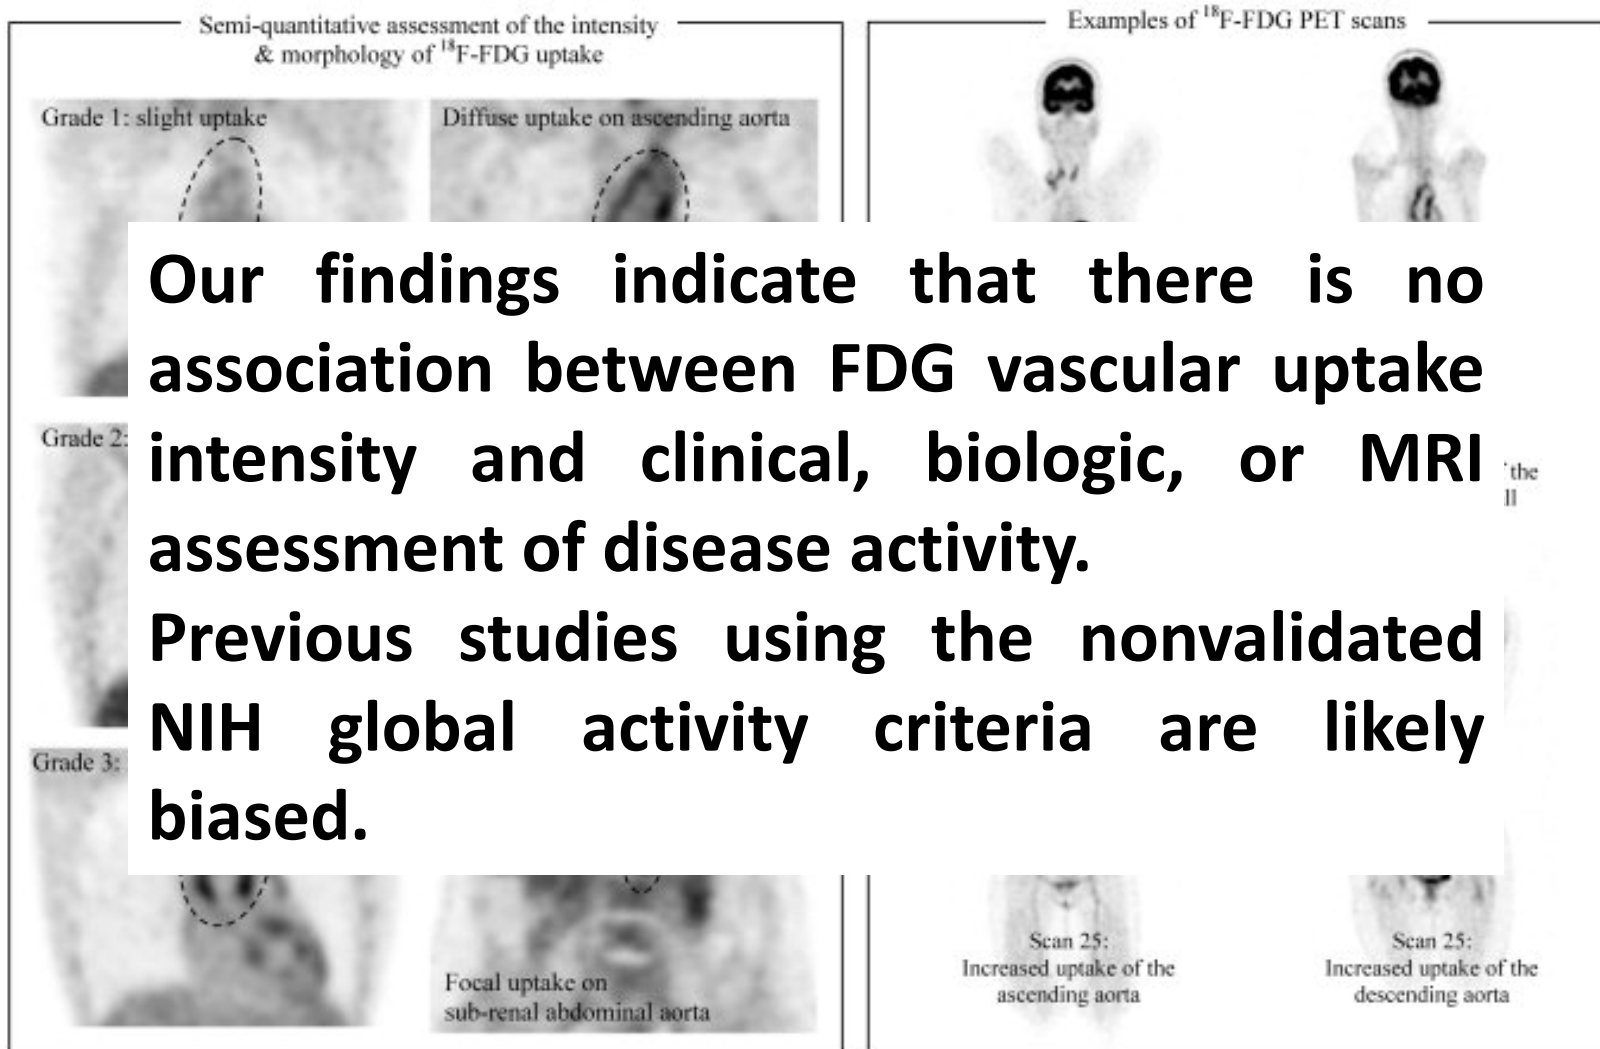 Semi-quantitative assessment of the intensity
& morphology of ¹⁸F-FDG uptake
Grade 1: slight uptake
Diffuse uptake on ascending aorta
Examples of ¹⁸F-FDG PET scans
Our findings indicate that there is no
association between FDG vascular uptake
intensity and clinical, biologic, or MRI
assessment of disease activity.
Previous studies using the nonvalidated
NIH global activity criteria are likely
biased.
Grade 2:
the
Grade 3:
Focal uptake on
sub-renal abdominal aorta
Scan 25:
Increased uptake of the
ascending aorta
Scan 25:
Increased uptake of the
descending aorta